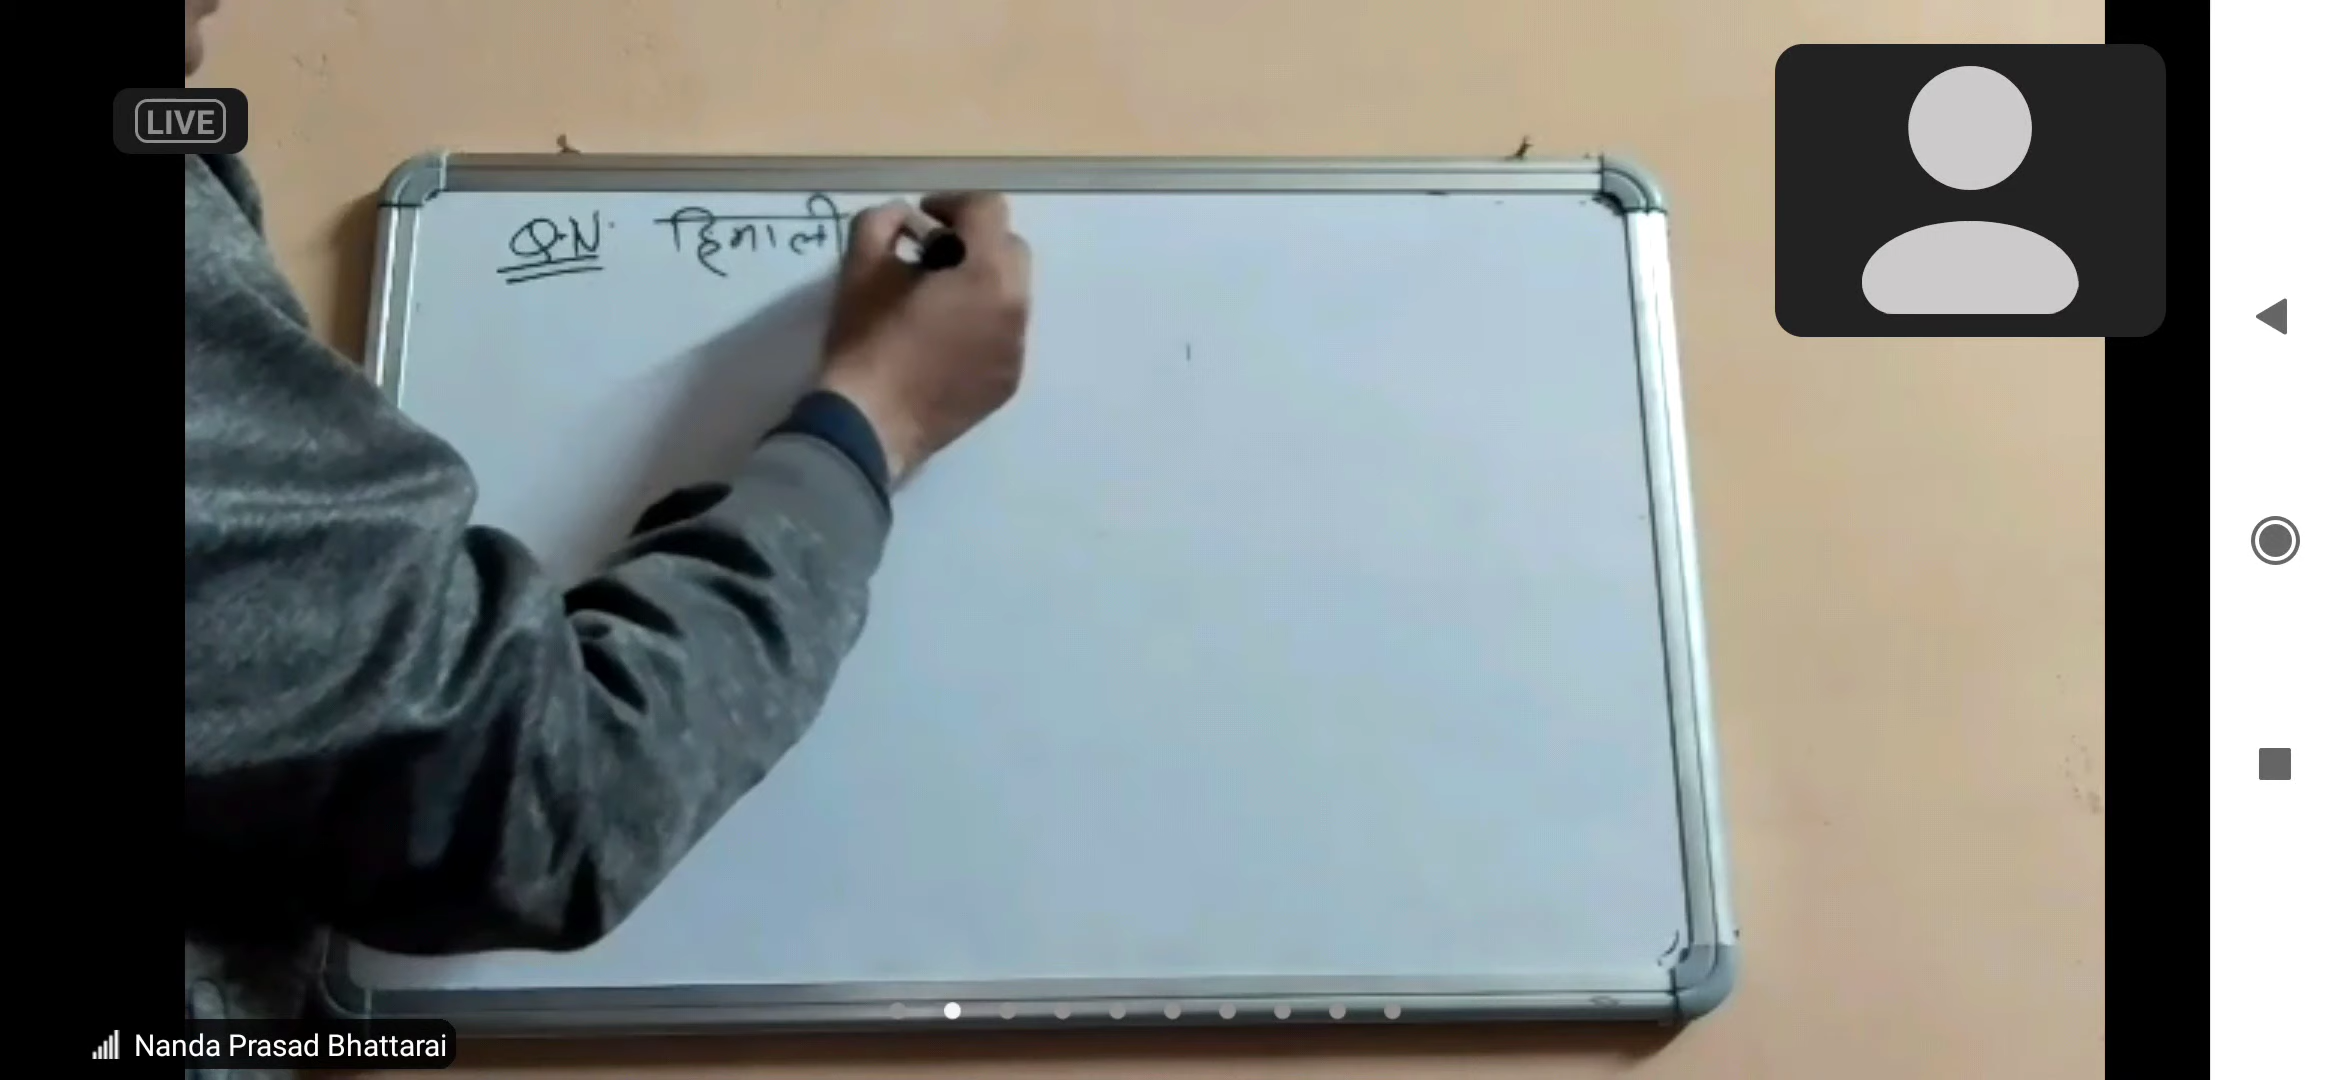 LIVE
Q.N. हिमाली
Nanda Prasad Bhattarai